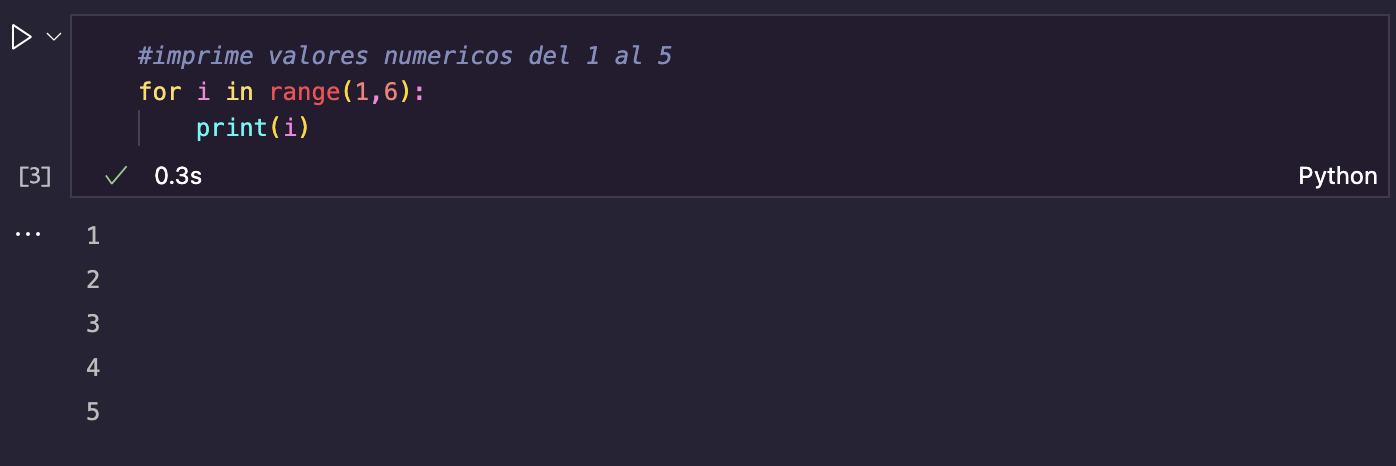 #imprime valores numericos del 1 al 5
for i in range(1,6):
    print(i)
[3] 0.3s Python
... 1
2
3
4
5